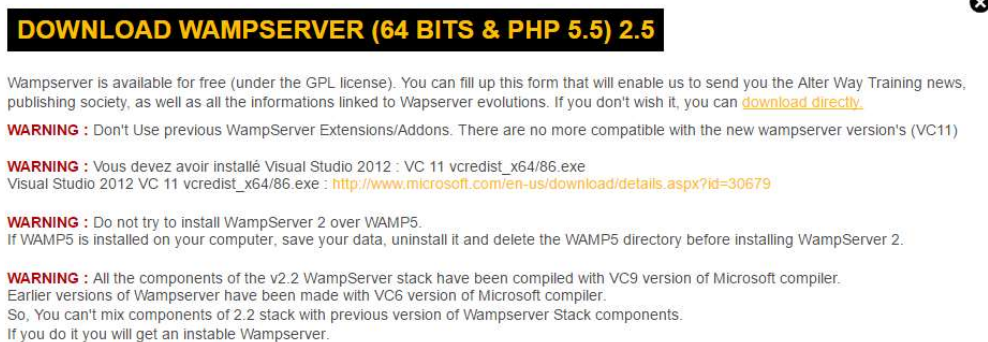 DOWNLOAD WAMPSERVER (64 BITS & PHP 5.5) 2.5
Wampserver is available for free (under the GPL license). You can fill up this form that will enable us to send you the Alter Way Training news,
publishing society, as well as all the informations linked to Wapserver evolutions. If you don't wish it, you can download directly.
WARNING : Don't Use previous WampServer Extensions/Addons. There are no more compatible with the new wampserver version's (VC11)
WARNING : Vous devez avoir installé Visual Studio 2012 : VC 11 vcredist_x64/86.exe
Visual Studio 2012 VC 11 vcredist_x64/86.exe : http://www.microsoft.com/en-us/download/details.aspx?id=30679
WARNING : Do not try to install WampServer 2 over WAMP5.
If WAMP5 is installed on your computer, save your data, uninstall it and delete the WAMP5 directory before installing WampServer 2.
WARNING : All the components of the v2.2 WampServer stack have been compiled with VC9 version of Microsoft compiler.
Earlier versions of Wampserver have been made with VC6 version of Microsoft compiler.
So, You can't mix components of 2.2 stack with previous version of Wampserver Stack components.
If you do it you will get an instable Wampserver.